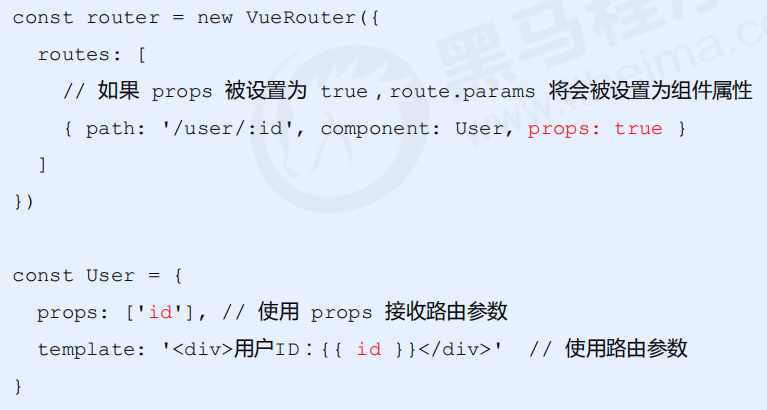 const router = new VueRouter({
  routes: [
    // 如果 props 被设置为 true，route.params 将会被设置为组件属性
    { path: '/user/:id', component: User, props: true }
  ]
})

const User = {
  props: ['id'], // 使用 props 接收路由参数
  template: '<div>用户ID：{{ id }}</div>'  // 使用路由参数
}